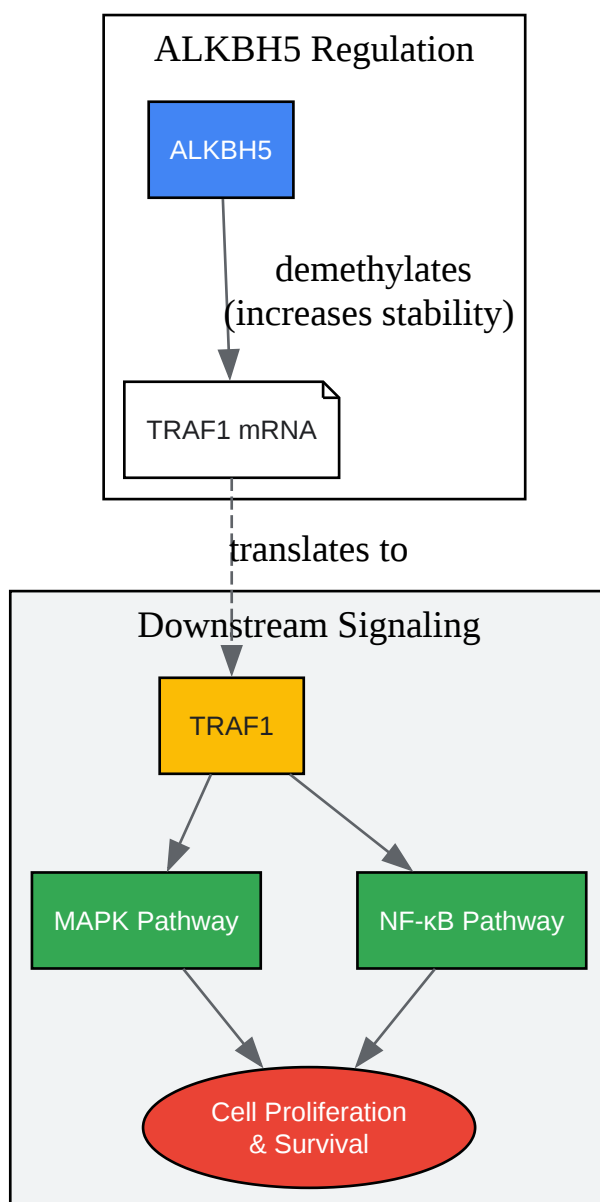 ALKBH5 Regulation
ALKBH5
demethylates
(increases stability)
TRAF1 mRNA
translates to
Downstream Signaling
TRAF1
MAPK Pathway
NF-κB Pathway
Cell Proliferation
& Survival